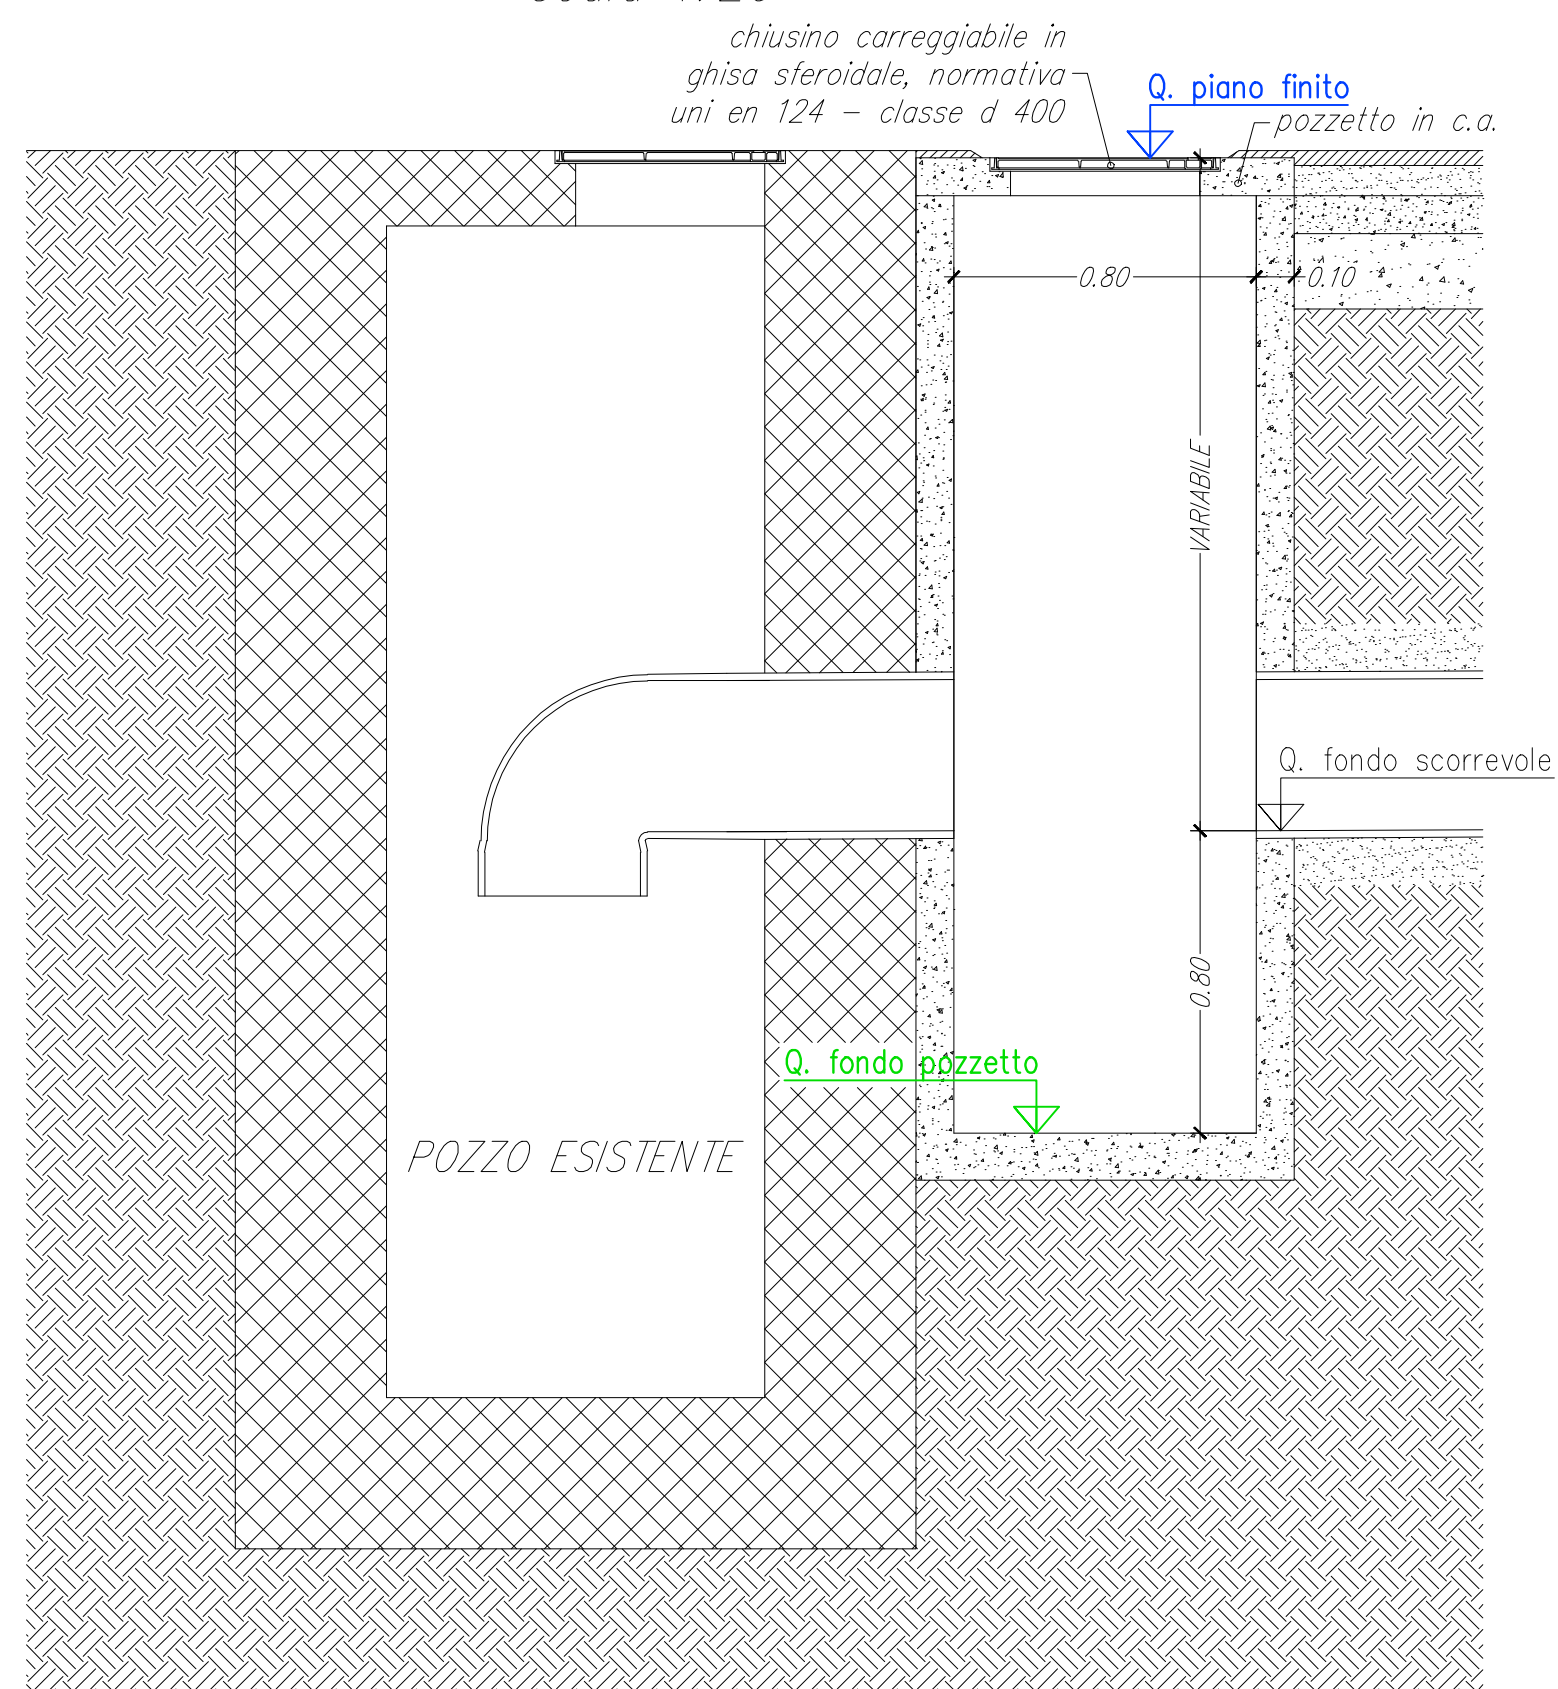 chiusino carreggiabile in
ghisa sferoidale, normativa
uni en 124 – classe d 400
Q. piano finito
pozzetto in c.a.
0.80
0.10
VARIABILE
Q. fondo scorrevole
0.80
Q. fondo pozzetto
POZZO ESISTENTE